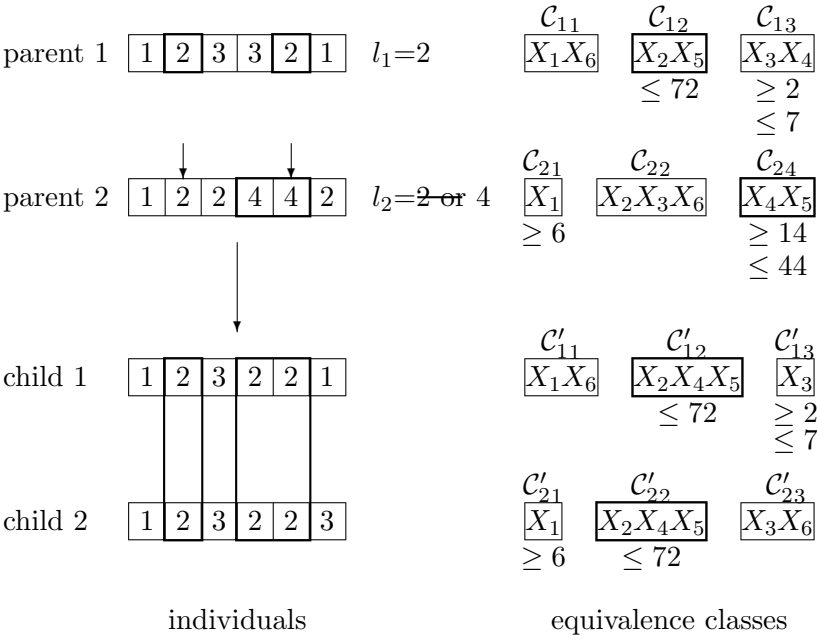 C₁₁ C₁₂ C₁₃
parent 1 1 2 3 3 2 1 l₁=2 X₁X₆ X₂X₅ X₃X₄
≤ 72 ≥ 2
≤ 7
C₂₁ C₂₂ C₂₄
parent 2 1 2 2 4 4 2 l₂=2 or 4 X₁ X₂X₃X₆ X₄X₅
≥ 6 ≥ 14
≤ 44
C′₁₁ C′₁₂ C′₁₃
child 1 1 2 3 2 2 1 X₁X₆ X₂X₄X₅ X₃
≤ 72 ≥ 2
≤ 7
C′₂₁ C′₂₂ C′₂₃
child 2 1 2 3 2 2 3 X₁ X₂X₄X₅ X₃X₆
≥ 6 ≤ 72
individuals equivalence classes